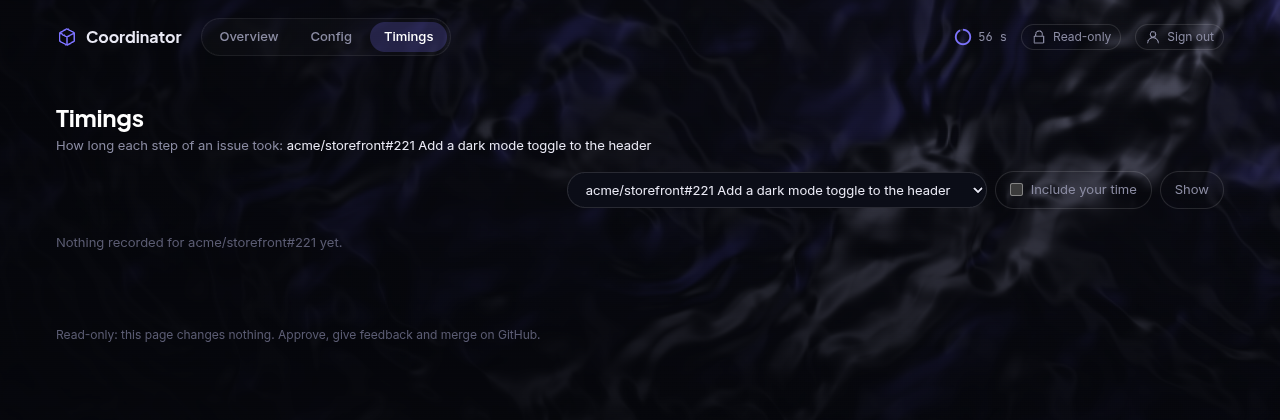 Coordinator
Overview
Config
Timings
56 s
Read-only
Sign out
Timings
How long each step of an issue took: acme/storefront#221 Add a dark mode toggle to the header
acme/storefront#221 Add a dark mode toggle to the header
Include your time
Show
Nothing recorded for acme/storefront#221 yet.
Read-only: this page changes nothing. Approve, give feedback and merge on GitHub.